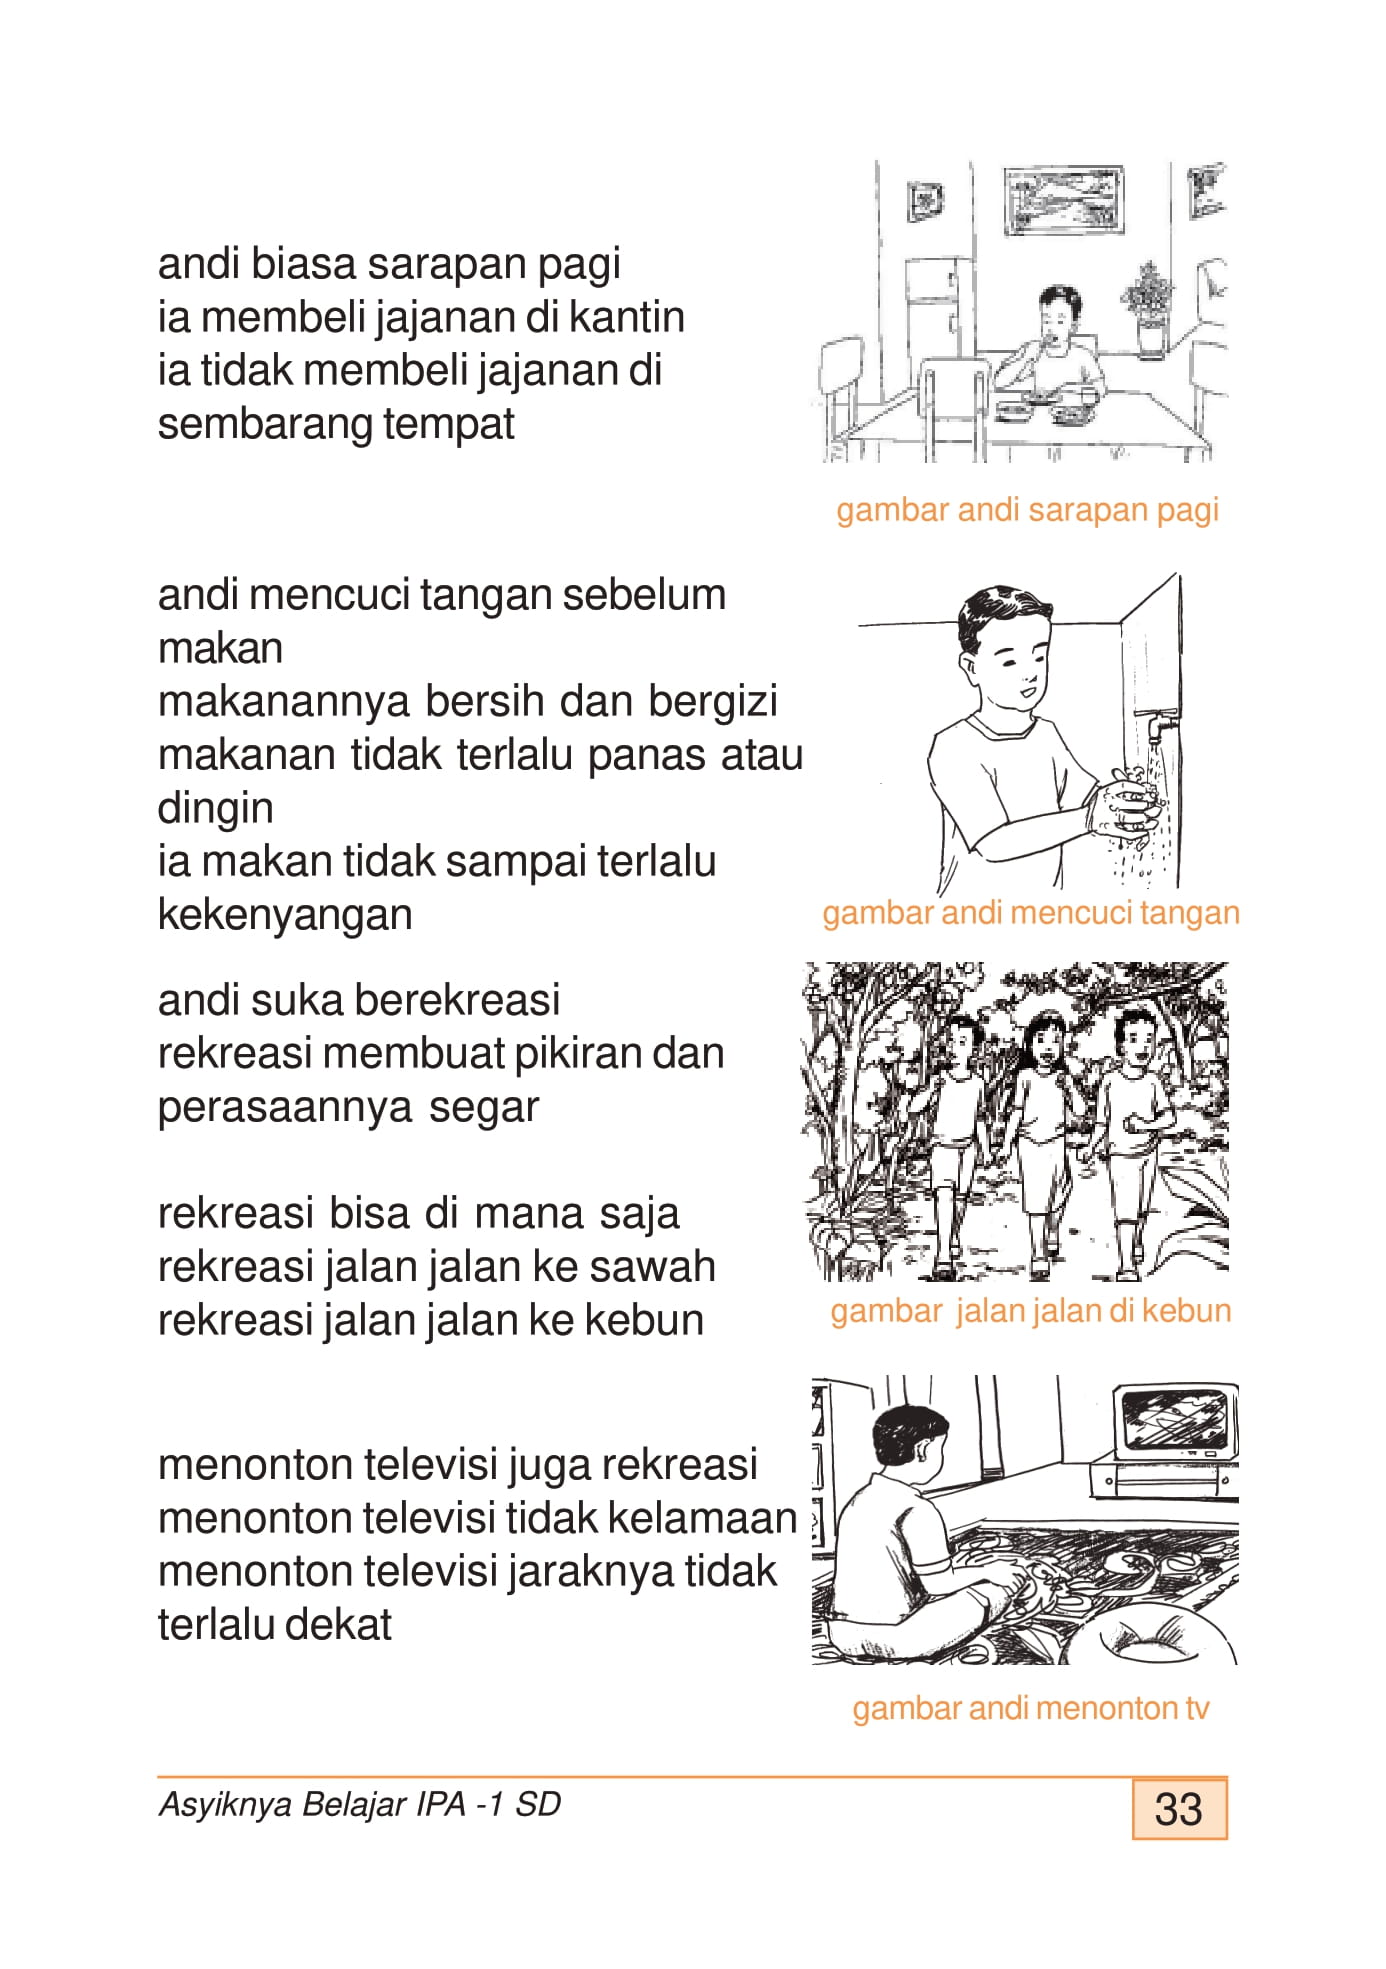 andi biasa sarapan pagi
ia membeli jajanan di kantin
ia tidak membeli jajanan di
sembarang tempat
gambar andi sarapan pagi
andi mencuci tangan sebelum
makan
makanannya bersih dan bergizi
makanan tidak terlalu panas atau
dingin
ia makan tidak sampai terlalu
kekenyangan
gambar andi mencuci tangan
andi suka berekreasi
rekreasi membuat pikiran dan
perasaannya segar
rekreasi bisa di mana saja
rekreasi jalan jalan ke sawah
rekreasi jalan jalan ke kebun
gambar jalan jalan di kebun
menonton televisi juga rekreasi
menonton televisi tidak kelamaan
menonton televisi jaraknya tidak
terlalu dekat
gambar andi menonton tv
Asyiknya Belajar IPA -1 SD
33